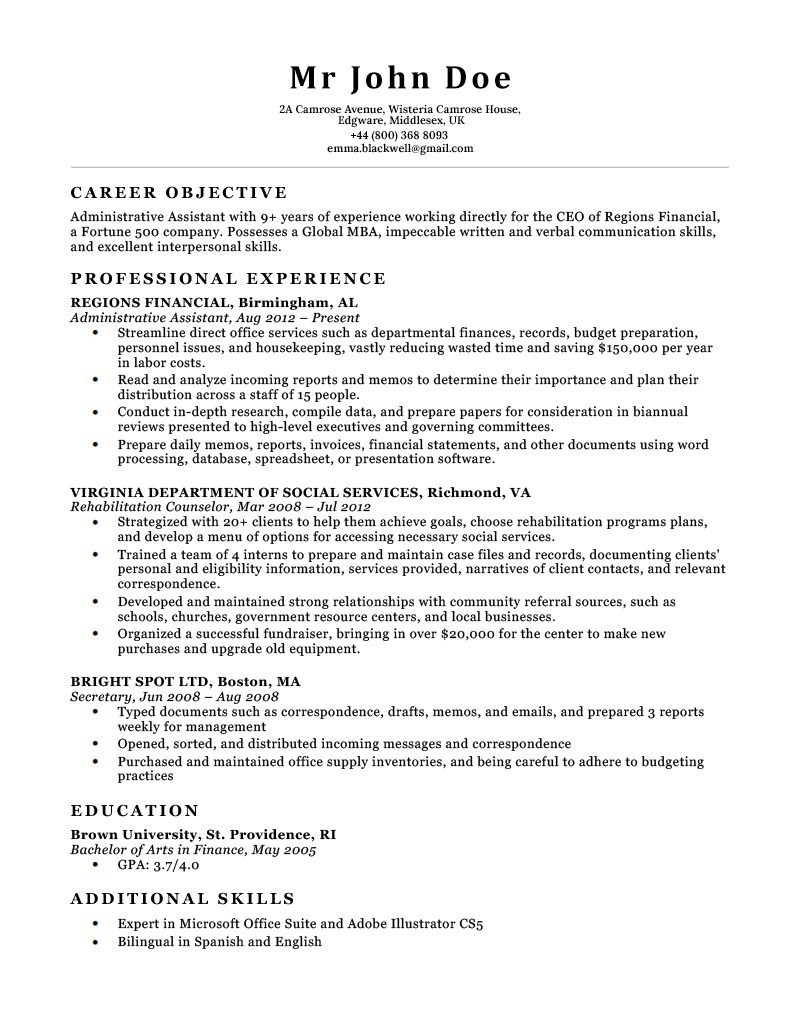 Mr John Doe
2A Camrose Avenue, Wisteria Camrose House,
Edgware, Middlesex, UK
+44 (800) 368 8093
emma.blackwell@gmail.com
CAREER OBJECTIVE
Administrative Assistant with 9+ years of experience working directly for the CEO of Regions Financial,
a Fortune 500 company. Possesses a Global MBA, impeccable written and verbal communication skills,
and excellent interpersonal skills.
PROFESSIONAL EXPERIENCE
REGIONS FINANCIAL, Birmingham, AL
Administrative Assistant, Aug 2012 – Present
• Streamline direct office services such as departmental finances, records, budget preparation,
personnel issues, and housekeeping, vastly reducing wasted time and saving $150,000 per year
in labor costs.
• Read and analyze incoming reports and memos to determine their importance and plan their
distribution across a staff of 15 people.
• Conduct in-depth research, compile data, and prepare papers for consideration in biannual
reviews presented to high-level executives and governing committees.
• Prepare daily memos, reports, invoices, financial statements, and other documents using word
processing, database, spreadsheet, or presentation software.
VIRGINIA DEPARTMENT OF SOCIAL SERVICES, Richmond, VA
Rehabilitation Counselor, Mar 2008 – Jul 2012
• Strategized with 20+ clients to help them achieve goals, choose rehabilitation programs plans,
and develop a menu of options for accessing necessary social services.
• Trained a team of 4 interns to prepare and maintain case files and records, documenting clients'
personal and eligibility information, services provided, narratives of client contacts, and relevant
correspondence.
• Developed and maintained strong relationships with community referral sources, such as
schools, churches, government resource centers, and local businesses.
• Organized a successful fundraiser, bringing in over $20,000 for the center to make new
purchases and upgrade old equipment.
BRIGHT SPOT LTD, Boston, MA
Secretary, Jun 2008 – Aug 2008
• Typed documents such as correspondence, drafts, memos, and emails, and prepared 3 reports
weekly for management
• Opened, sorted, and distributed incoming messages and correspondence
• Purchased and maintained office supply inventories, and being careful to adhere to budgeting
practices
EDUCATION
Brown University, St. Providence, RI
Bachelor of Arts in Finance, May 2005
• GPA: 3.7/4.0
ADDITIONAL SKILLS
• Expert in Microsoft Office Suite and Adobe Illustrator CS5
• Bilingual in Spanish and English